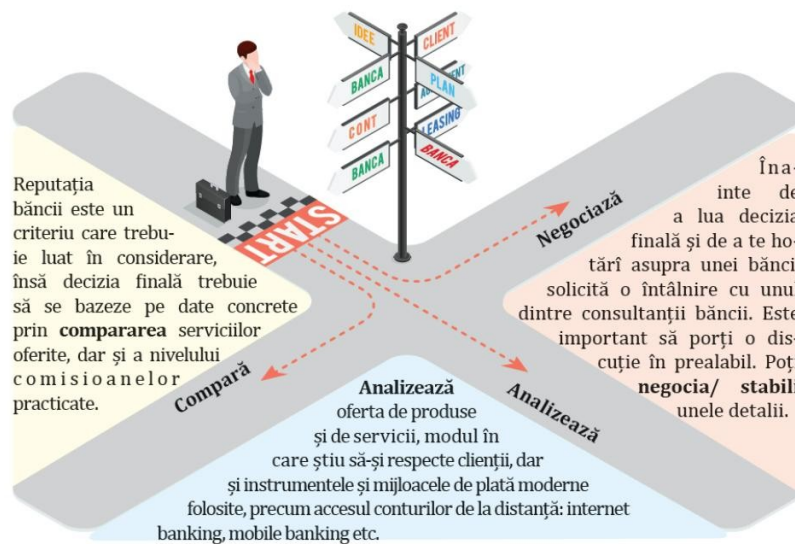 IDEE
CLIENT
BANCA
PLAN
CONT
LEASING
BANCA
BANCA
START
Negociază
Compară
Analizează
Reputația
băncii este un
criteriu care trebu-
ie luat în considerare,
însă decizia finală trebuie
să se bazeze pe date concrete
prin compararea serviciilor
oferite, dar și a nivelului
comisioanelor
practicate.
Analizează
oferta de produse
și de servicii, modul în
care știu să-și respecte clienții, dar
și instrumentele și mijloacele de plată moderne
folosite, precum accesul conturilor de la distanță: internet
banking, mobile banking etc.
Îna-
inte de
a lua decizia
finală și de a te ho-
tărî asupra unei bănci
solicită o întâlnire cu unul
dintre consultanții băncii. Este
important să porți o dis-
cuție în prealabil. Poți
negocia/ stabili
unele detalii.